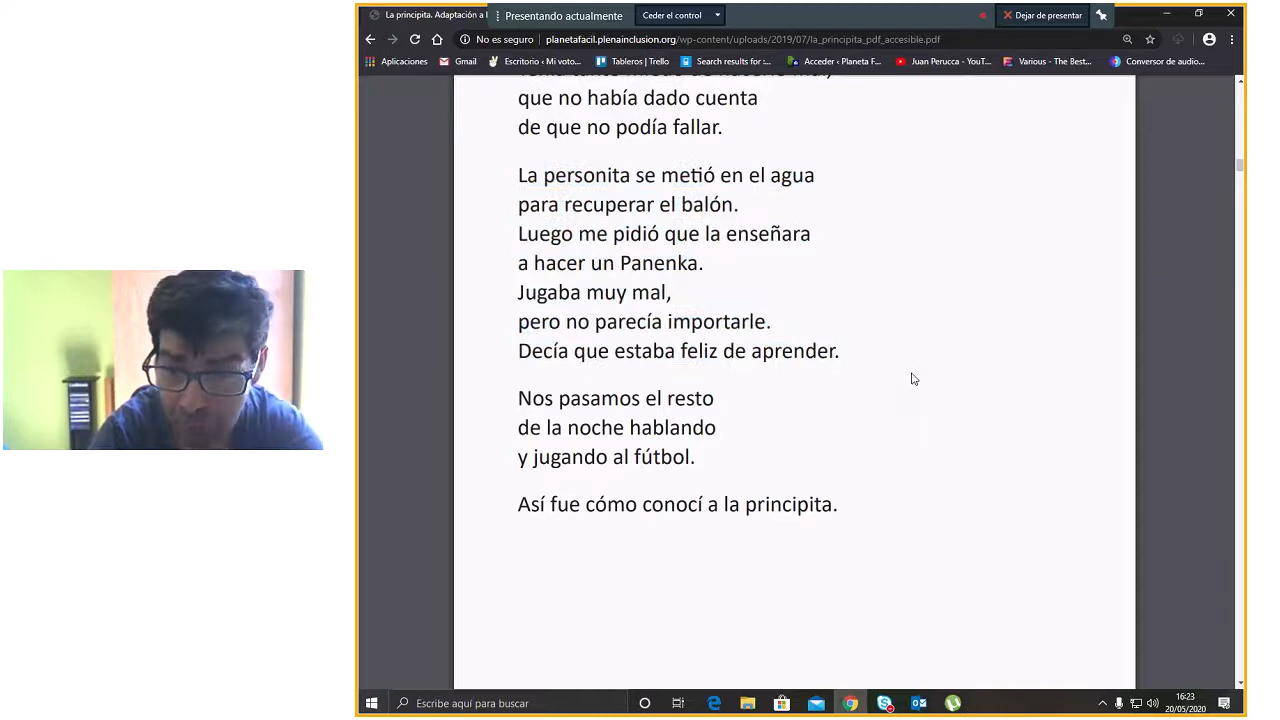 La principita. Adaptación a l
Presentando actualmente
Ceder el control
Dejar de presentar
No es seguro
planetafacil.plenainclusion.org/wp-content/uploads/2019/07/la_principita_pdf_accesible.pdf
Aplicaciones
Gmail
Escritorio ‹ Mi voto...
Tableros | Trello
Search results for:...
Acceder ‹ Planeta F...
Juan Perucca - YouT...
Various - The Best...
Conversor de audio...
que no había dado cuenta
de que no podía fallar.
La personita se metió en el agua
para recuperar el balón.
Luego me pidió que la enseñara
a hacer un Panenka.
Jugaba muy mal,
pero no parecía importarle.
Decía que estaba feliz de aprender.
Nos pasamos el resto
de la noche hablando
y jugando al fútbol.
Así fue cómo conocí a la principita.
Escribe aquí para buscar
16:23
20/05/2020